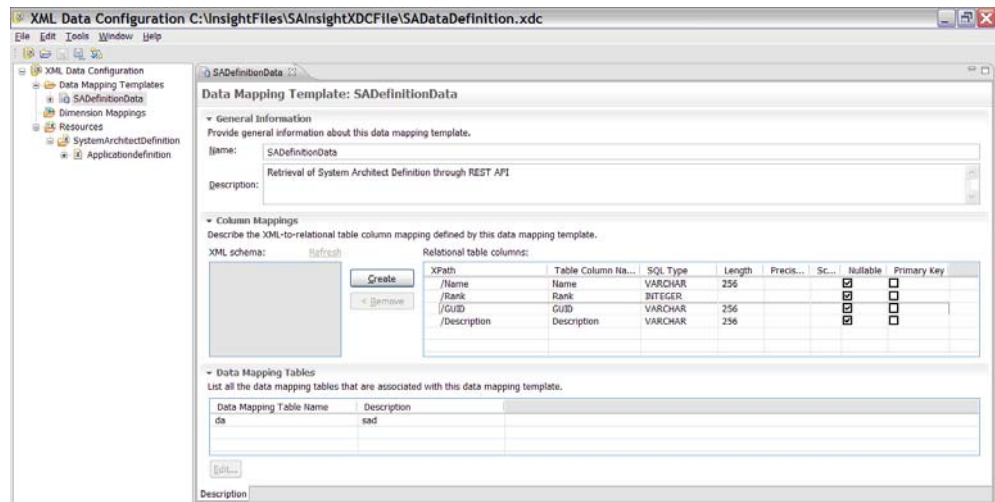 XML Data Configuration C:\InsightFiles\SAInsightXDCFile\SADataDefinition.xdc
File Edit Tools Window Help
XML Data Configuration
Data Mapping Templates
SADefinitionData
Dimension Mappings
Resources
SystemArchitectDefinition
Applicationdefinition
SADefinitionData
Data Mapping Template: SADefinitionData
General Information
Provide general information about this data mapping template.
Name: SADefinitionData
Description: Retrieval of System Architect Definition through REST API
Column Mappings
Describe the XML-to-relational table column mapping defined by this data mapping template.
XML schema: Refresh Relational table columns:
Create
< Remove
XPath Table Column Na... SQL Type Length Precis... Sc... Nullable Primary Key
/Name Name VARCHAR 256
/Rank Rank INTEGER
/GUID GUID VARCHAR 256
/Description Description VARCHAR 256
Data Mapping Tables
List all the data mapping tables that are associated with this data mapping template.
Data Mapping Table Name Description
da sad
Edit...
Description